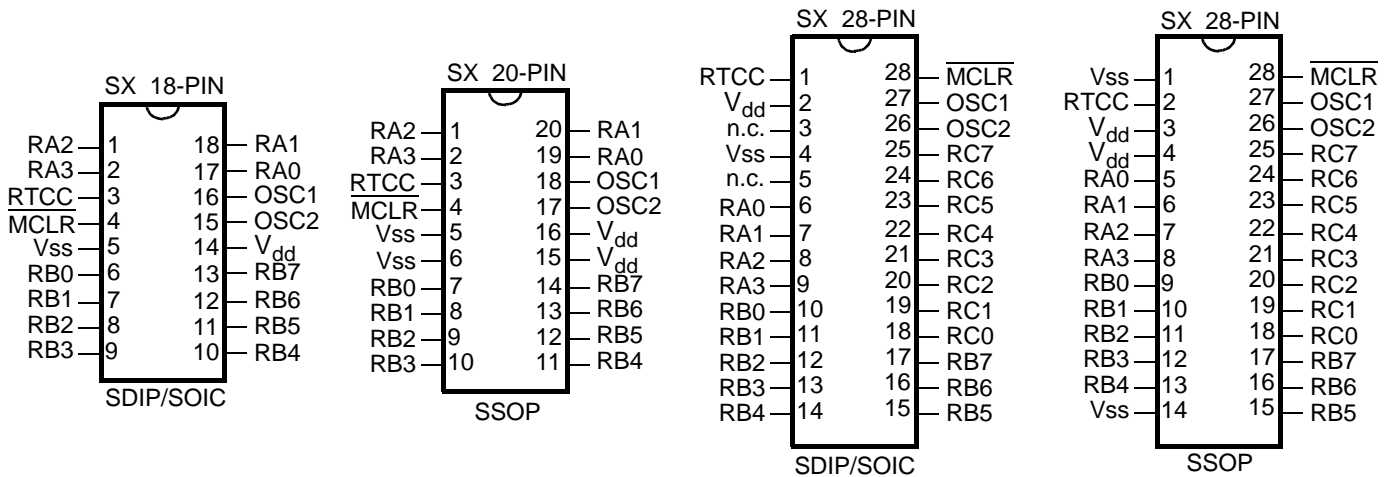 SX 18-PIN
RA2 1 18 RA1
RA3 2 17 RA0
RTCC 3 16 OSC1
MCLR 4 15 OSC2
Vss 5 14 Vdd
RB0 6 13 RB7
RB1 7 12 RB6
RB2 8 11 RB5
RB3 9 10 RB4
SDIP/SOIC
SX 20-PIN
RA2 1 20 RA1
RA3 2 19 RA0
RTCC 3 18 OSC1
MCLR 4 17 OSC2
Vss 5 16 Vdd
Vss 6 15 Vdd
RB0 7 14 RB7
RB1 8 13 RB6
RB2 9 12 RB5
RB3 10 11 RB4
SSOP
SX 28-PIN
RTCC 1 28 MCLR
Vdd 2 27 OSC1
n.c. 3 26 OSC2
Vss 4 25 RC7
n.c. 5 24 RC6
RA0 6 23 RC5
RA1 7 22 RC4
RA2 8 21 RC3
RA3 9 20 RC2
RB0 10 19 RC1
RB1 11 18 RC0
RB2 12 17 RB7
RB3 13 16 RB6
RB4 14 15 RB5
SDIP/SOIC
SX 28-PIN
Vss 1 28 MCLR
RTCC 2 27 OSC1
Vdd 3 26 OSC2
Vdd 4 25 RC7
RA0 5 24 RC6
RA1 6 23 RC5
RA2 7 22 RC4
RA3 8 21 RC3
RB0 9 20 RC2
RB1 10 19 RC1
RB2 11 18 RC0
RB3 12 17 RB7
RB4 13 16 RB6
Vss 14 15 RB5
SSOP